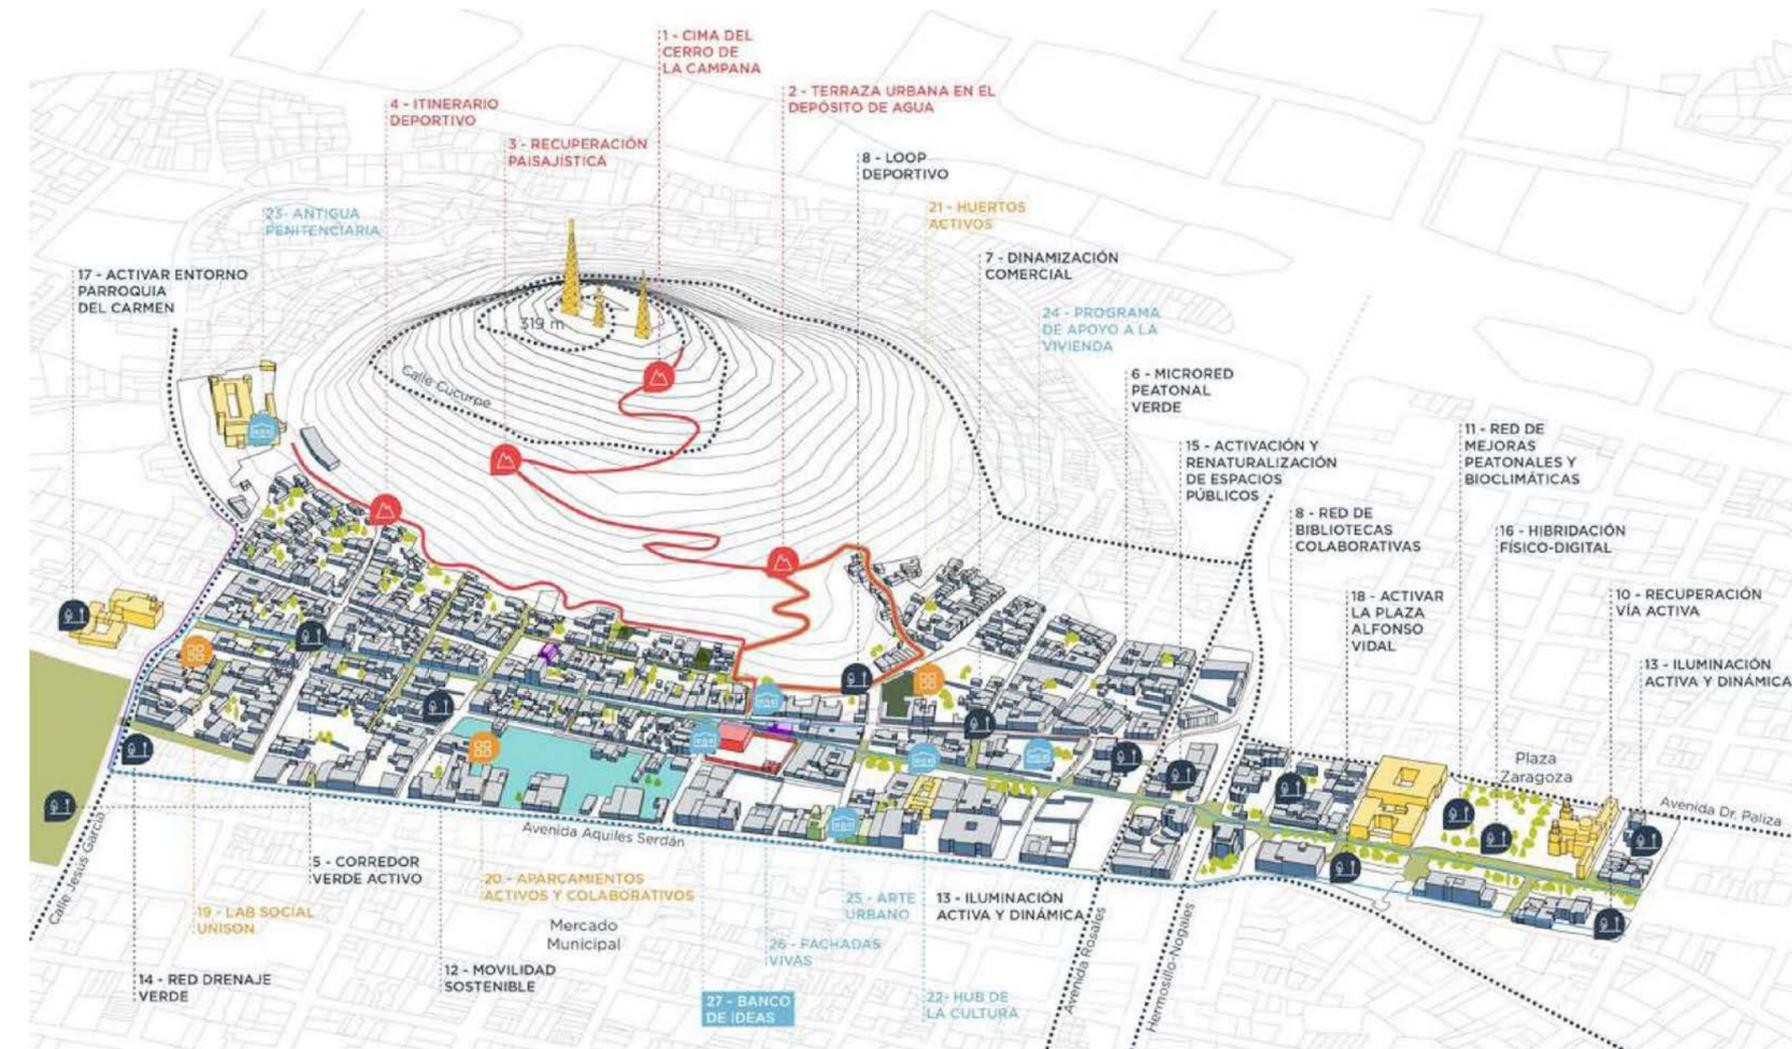 1 - CIMA DEL
CERRO DE
LA CAMPANA
2 - TERRAZA URBANA EN EL
DEPÓSITO DE AGUA
4 - ITINERARIO
DEPORTIVO
3 - RECUPERACIÓN
PAISAJÍSTICA
8 - LOOP
DEPORTIVO
23- ANTIGUA
PENITENCIARIA
21 - HUERTOS
ACTIVOS
17 - ACTIVAR ENTORNO
PARROQUIA
DEL CARMEN
7 - DINAMIZACIÓN
COMERCIAL
24 - PROGRAMA
DE APOYO A LA
VIVIENDA
319 m
Calle Cucurpe
6 - MICRORED
PEATONAL
VERDE
15 - ACTIVACIÓN Y
RENATURALIZACIÓN
DE ESPACIOS
PÚBLICOS
11 - RED DE
MEJORAS
PEATONALES Y
BIOCLIMÁTICAS
8 - RED DE
BIBLIOTECAS
COLABORATIVAS
16 - HIBRIDACIÓN
FÍSICO-DIGITAL
18 - ACTIVAR
LA PLAZA
ALFONSO
VIDAL
10 - RECUPERACIÓN
VÍA ACTIVA
13 - ILUMINACIÓN
ACTIVA Y DINÁMICA
Plaza
Zaragoza
Avenida Dr. Paliza
Avenida Aquiles Serdán
Calle Jesús García
5 - CORREDOR
VERDE ACTIVO
20 - APARCAMIENTOS
ACTIVOS Y COLABORATIVOS
25 - ARTE
URBANO
13 - ILUMINACIÓN
ACTIVA Y DINÁMICA
19 - LAB SOCIAL
UNISON
Mercado
Municipal
26 - FACHADAS
VIVAS
Avenida Rosales
Hermosillo-Nogales
14 - RED DRENAJE
VERDE
12 - MOVILIDAD
SOSTENIBLE
27 - BANCO
DE IDEAS
22- HUB DE
LA CULTURA